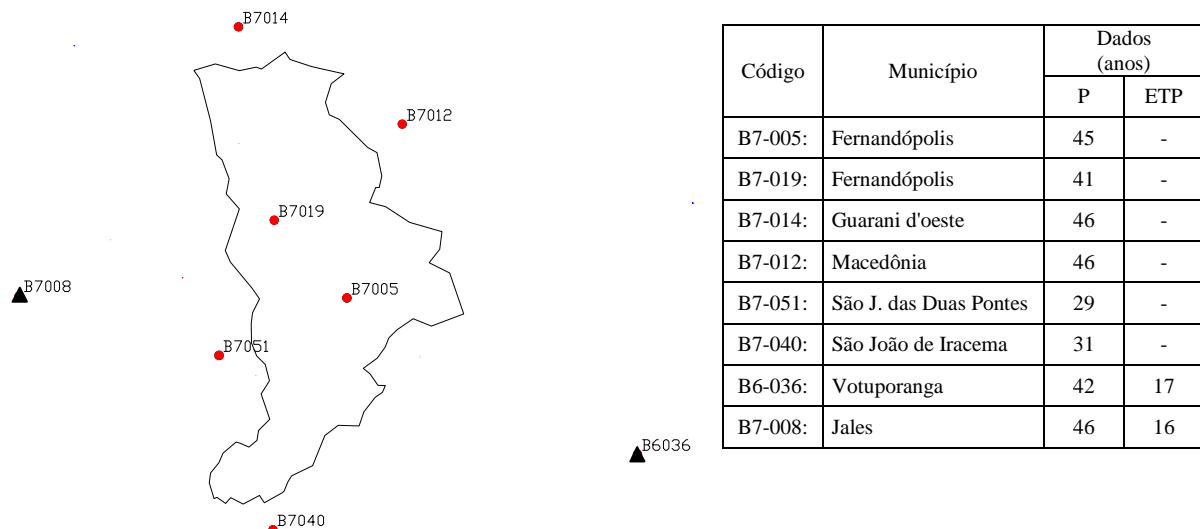 B7014
B7012
B7019
B7008
B7005
B7051
B6036
B7040
Código Município Dados (anos)
P ETP
B7-005: Fernandópolis 45 -
B7-019: Fernandópolis 41 -
B7-014: Guarani d'oeste 46 -
B7-012: Macedônia 46 -
B7-051: São J. das Duas Pontes 29 -
B7-040: São João de Iracema 31 -
B6-036: Votuporanga 42 17
B7-008: Jales 46 16